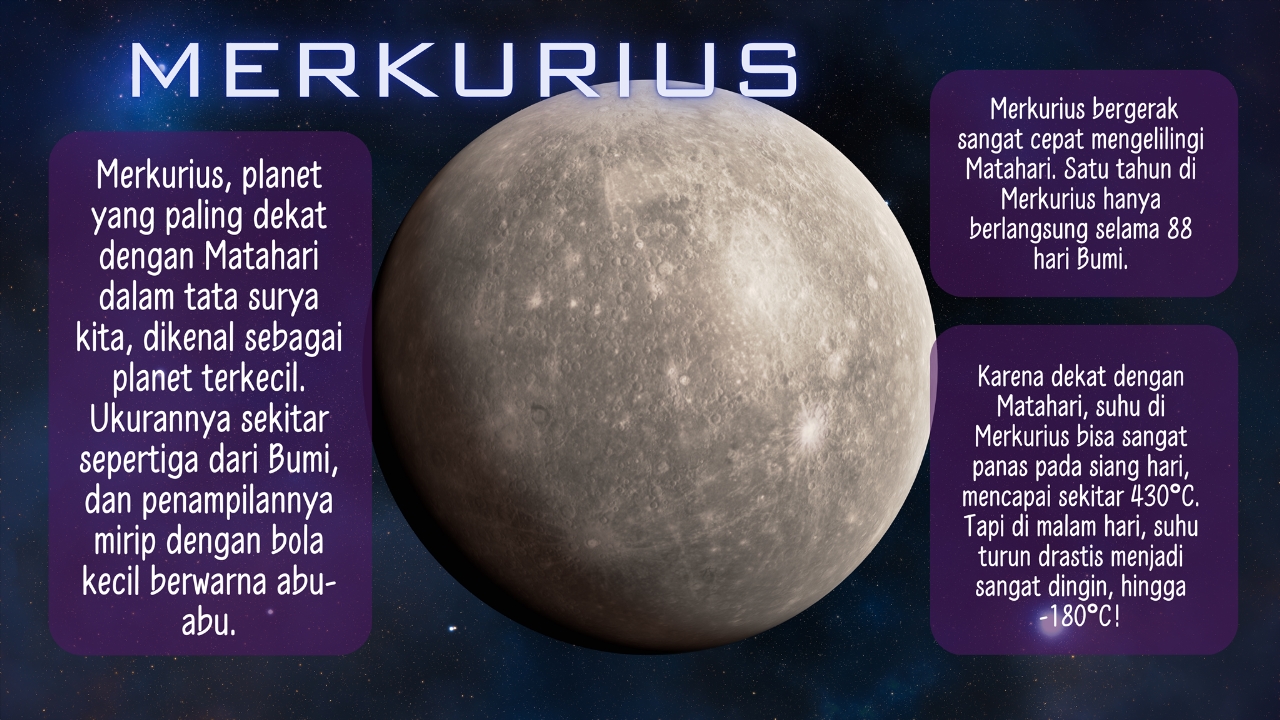 MERKURIUS
Merkurius, planet
yang paling dekat
dengan Matahari
dalam tata surya
kita, dikenal sebagai
planet terkecil.
Ukurannya sekitar
sepertiga dari Bumi,
dan penampilannya
mirip dengan bola
kecil berwarna abu-
abu.
Merkurius bergerak
sangat cepat mengelilingi
Matahari. Satu tahun di
Merkurius hanya
berlangsung selama 88
hari Bumi.
Karena dekat dengan
Matahari, suhu di
Merkurius bisa sangat
panas pada siang hari,
mencapai sekitar 430°C.
Tapi di malam hari, suhu
turun drastis menjadi
sangat dingin, hingga
-180°C!